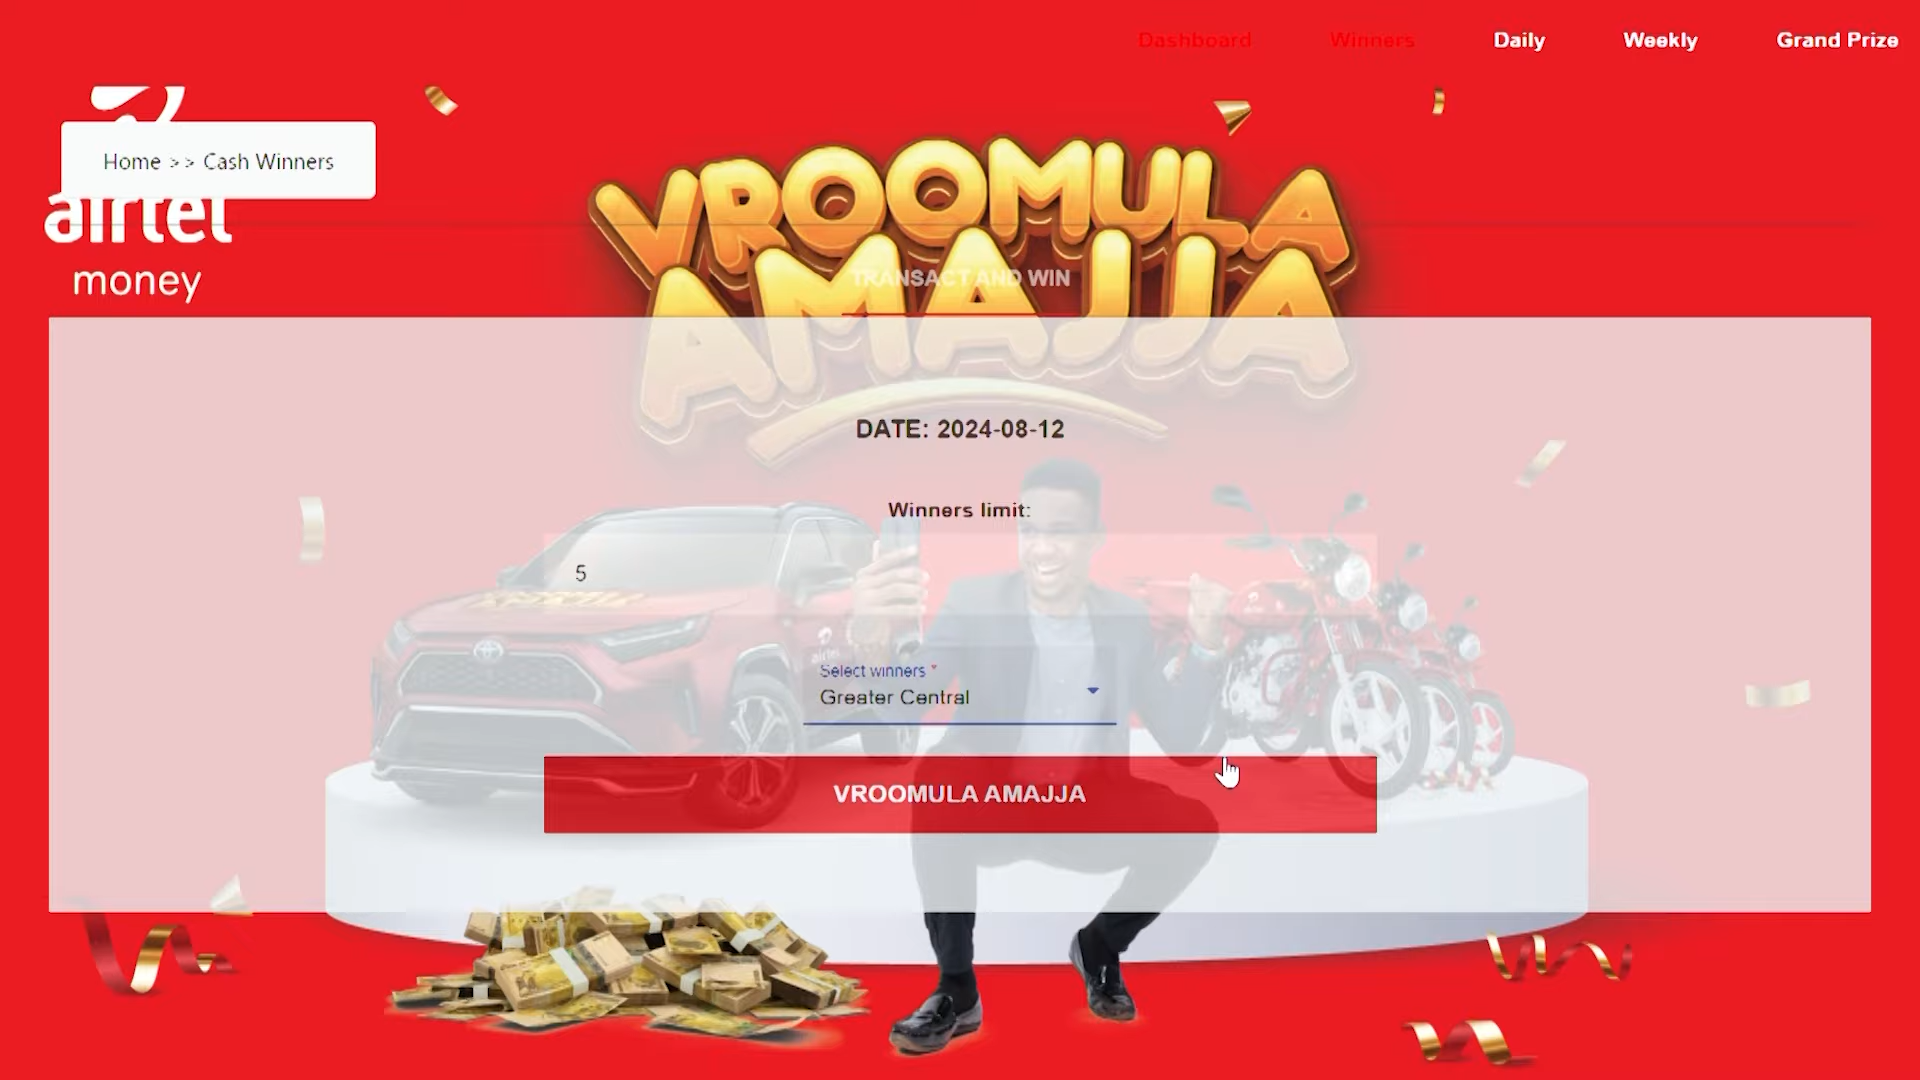 Dashboard
Winners
Daily
Weekly
Grand Prize
Home >> Cash Winners
airtel
money
VROOMULA
AMAJJA
TRANSACT AND WIN
DATE: 2024-08-12
Winners limit:
5
airtel
Select winners *
Greater Central
VROOMULA AMAJJA